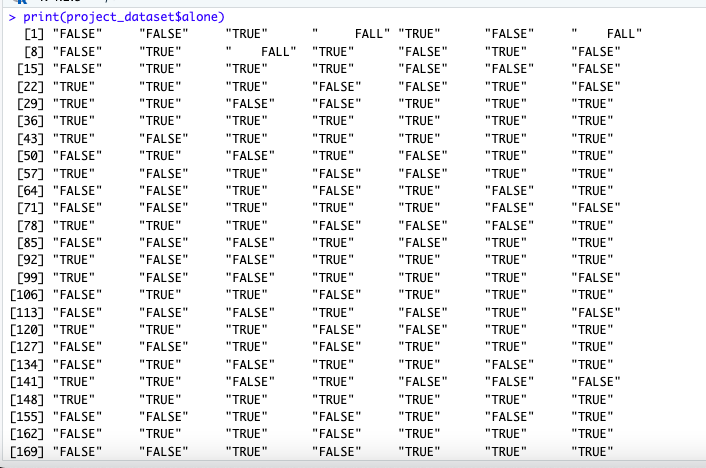 > print(project_dataset$alone)
[1] "FALSE" "FALSE" "TRUE" "      FALL" "TRUE" "FALSE" "    FALL"
[8] "FALSE" "TRUE" "    FALL" "TRUE" "FALSE" "TRUE" "FALSE"
[15] "FALSE" "TRUE" "TRUE" "TRUE" "FALSE" "FALSE" "FALSE"
[22] "TRUE" "TRUE" "TRUE" "FALSE" "FALSE" "TRUE" "FALSE"
[29] "TRUE" "TRUE" "FALSE" "FALSE" "TRUE" "TRUE" "TRUE"
[36] "TRUE" "TRUE" "TRUE" "TRUE" "TRUE" "TRUE" "TRUE"
[43] "TRUE" "FALSE" "TRUE" "TRUE" "TRUE" "TRUE" "TRUE"
[50] "FALSE" "TRUE" "FALSE" "TRUE" "FALSE" "TRUE" "TRUE"
[57] "TRUE" "FALSE" "TRUE" "FALSE" "FALSE" "TRUE" "TRUE"
[64] "FALSE" "FALSE" "TRUE" "FALSE" "TRUE" "FALSE" "TRUE"
[71] "FALSE" "FALSE" "TRUE" "TRUE" "TRUE" "FALSE" "FALSE"
[78] "TRUE" "TRUE" "TRUE" "FALSE" "FALSE" "FALSE" "TRUE"
[85] "FALSE" "FALSE" "FALSE" "TRUE" "FALSE" "TRUE" "TRUE"
[92] "TRUE" "FALSE" "FALSE" "TRUE" "TRUE" "TRUE" "TRUE"
[99] "TRUE" "TRUE" "FALSE" "TRUE" "TRUE" "TRUE" "FALSE"
[106] "FALSE" "TRUE" "TRUE" "FALSE" "TRUE" "TRUE" "TRUE"
[113] "FALSE" "FALSE" "FALSE" "TRUE" "FALSE" "TRUE" "FALSE"
[120] "TRUE" "TRUE" "TRUE" "FALSE" "FALSE" "TRUE" "TRUE"
[127] "FALSE" "FALSE" "TRUE" "FALSE" "TRUE" "TRUE" "TRUE"
[134] "FALSE" "TRUE" "FALSE" "TRUE" "TRUE" "FALSE" "TRUE"
[141] "TRUE" "TRUE" "FALSE" "TRUE" "FALSE" "FALSE" "FALSE"
[148] "TRUE" "TRUE" "TRUE" "TRUE" "TRUE" "TRUE" "TRUE"
[155] "FALSE" "FALSE" "TRUE" "FALSE" "TRUE" "FALSE" "TRUE"
[162] "FALSE" "TRUE" "TRUE" "FALSE" "TRUE" "TRUE" "TRUE"
[169] "FALSE" "FALSE" "TRUE" "FALSE" "TRUE" "TRUE" "TRUE"